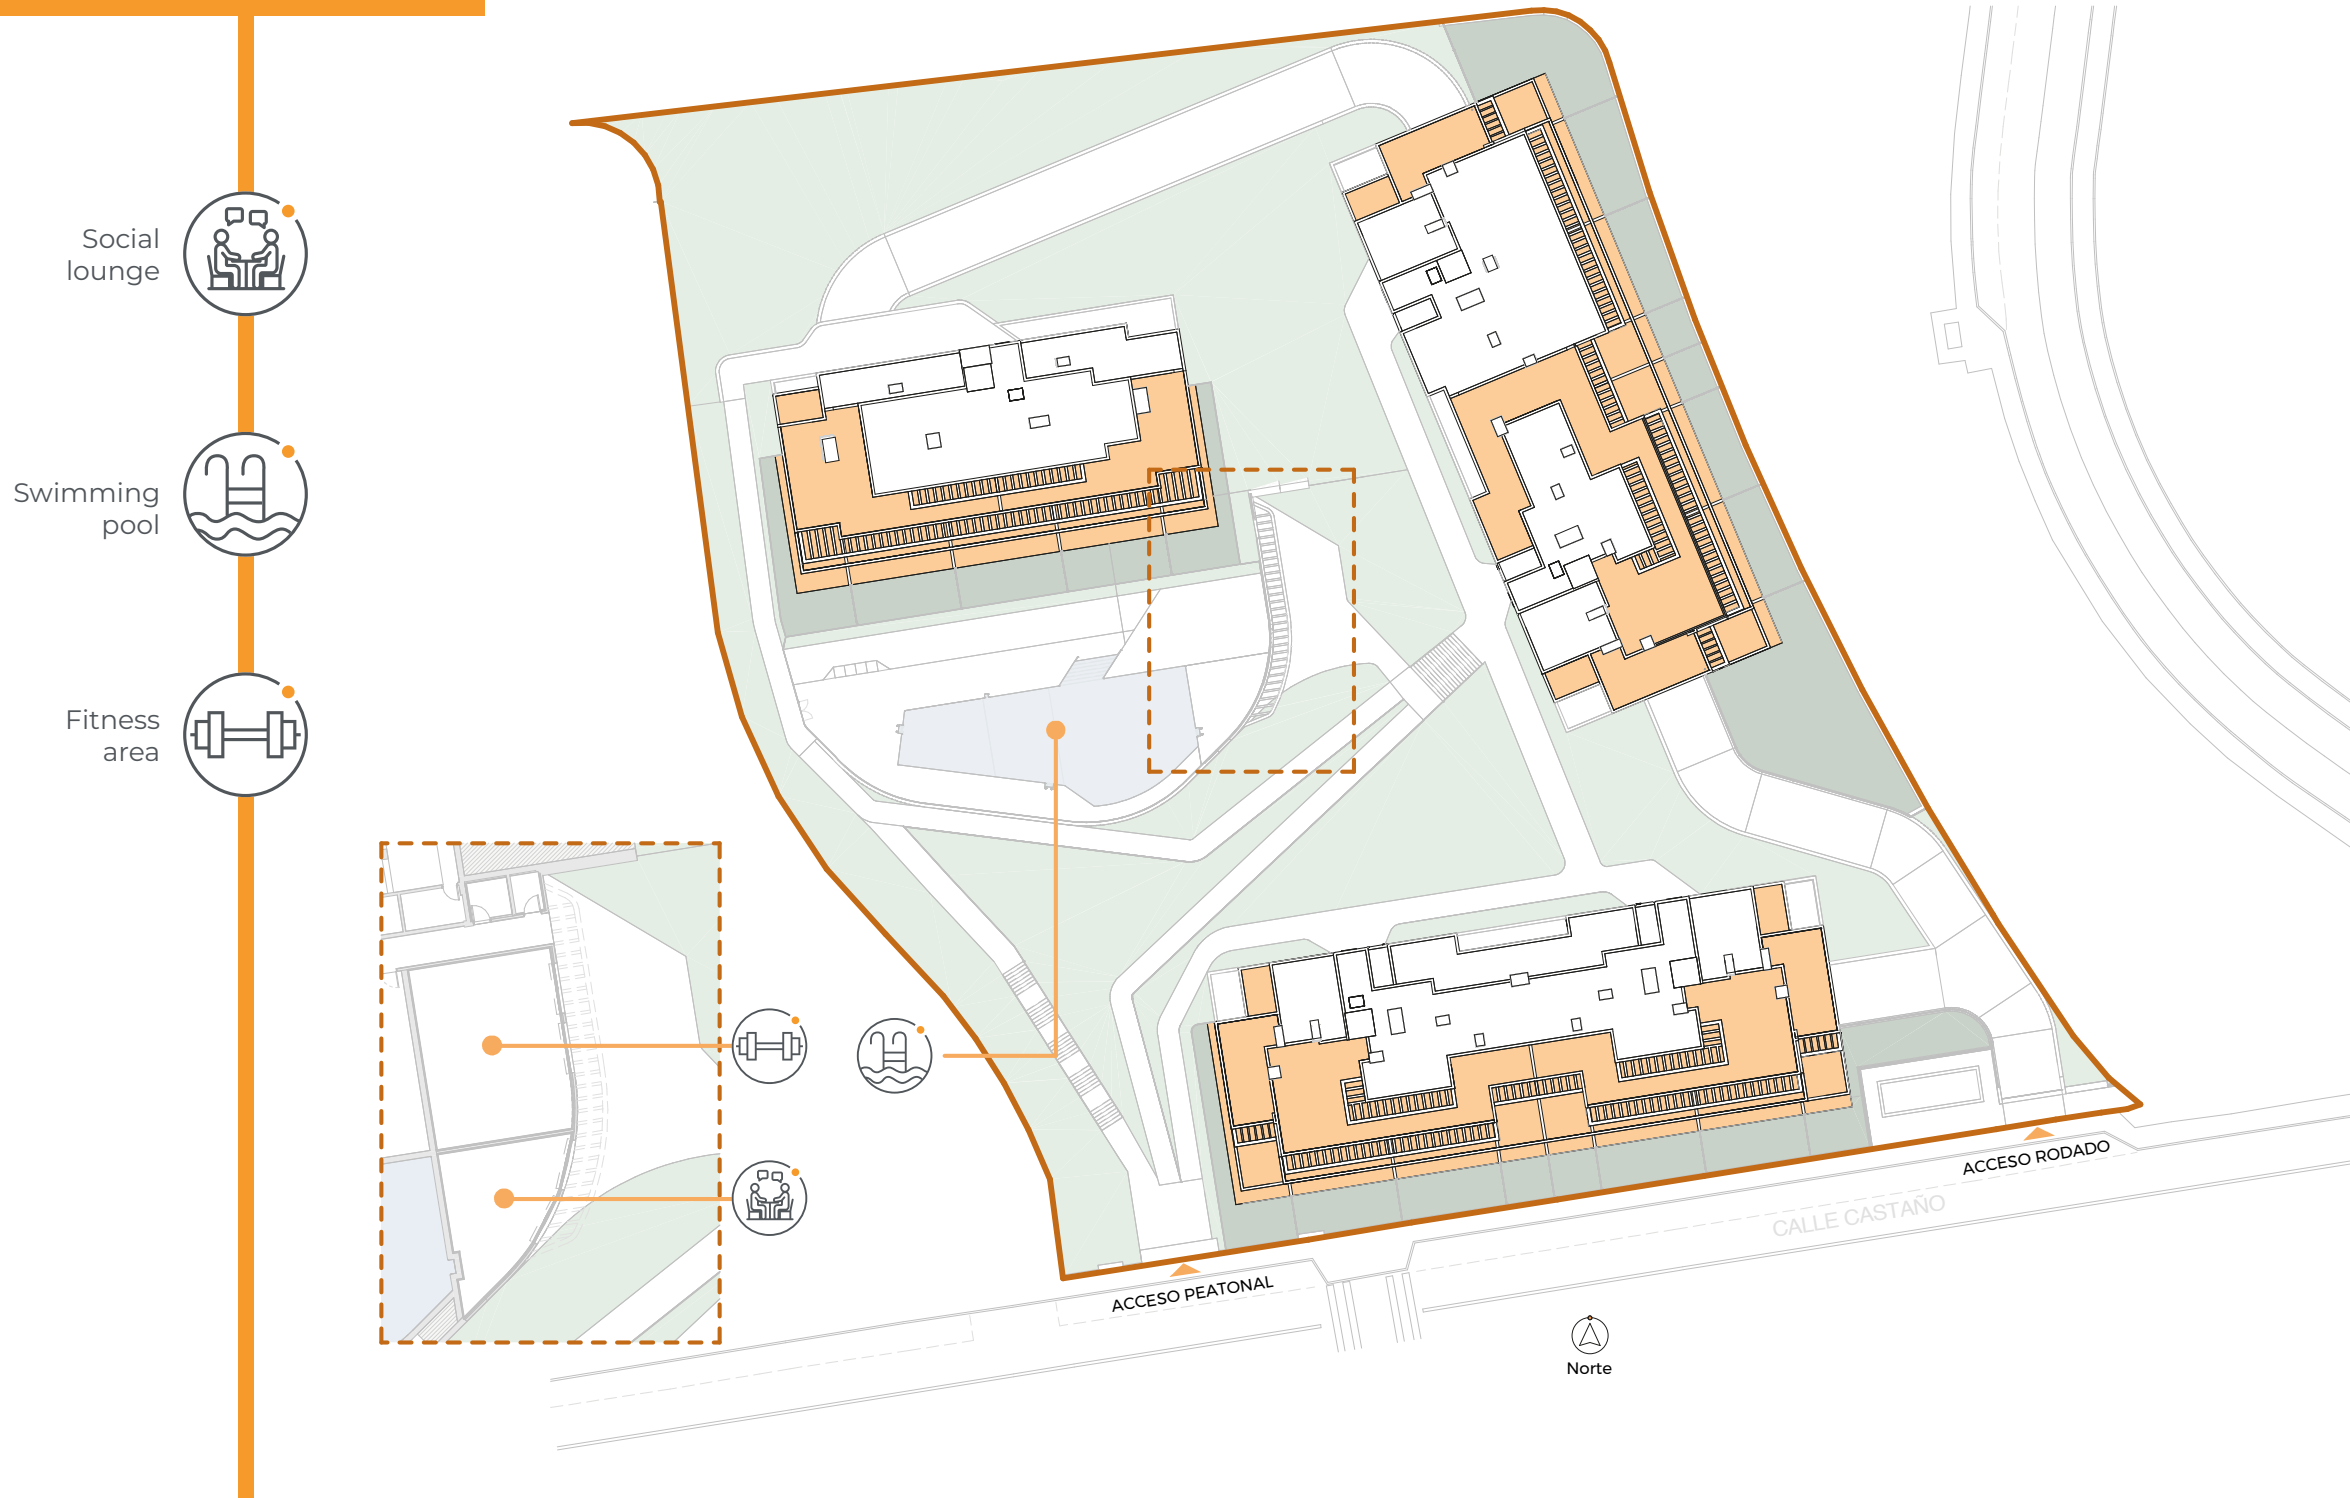 Social
lounge
Swimming
pool
Fitness
area
ACCESO RODADO
CALLE CASTAÑO
ACCESO PEATONAL
Norte